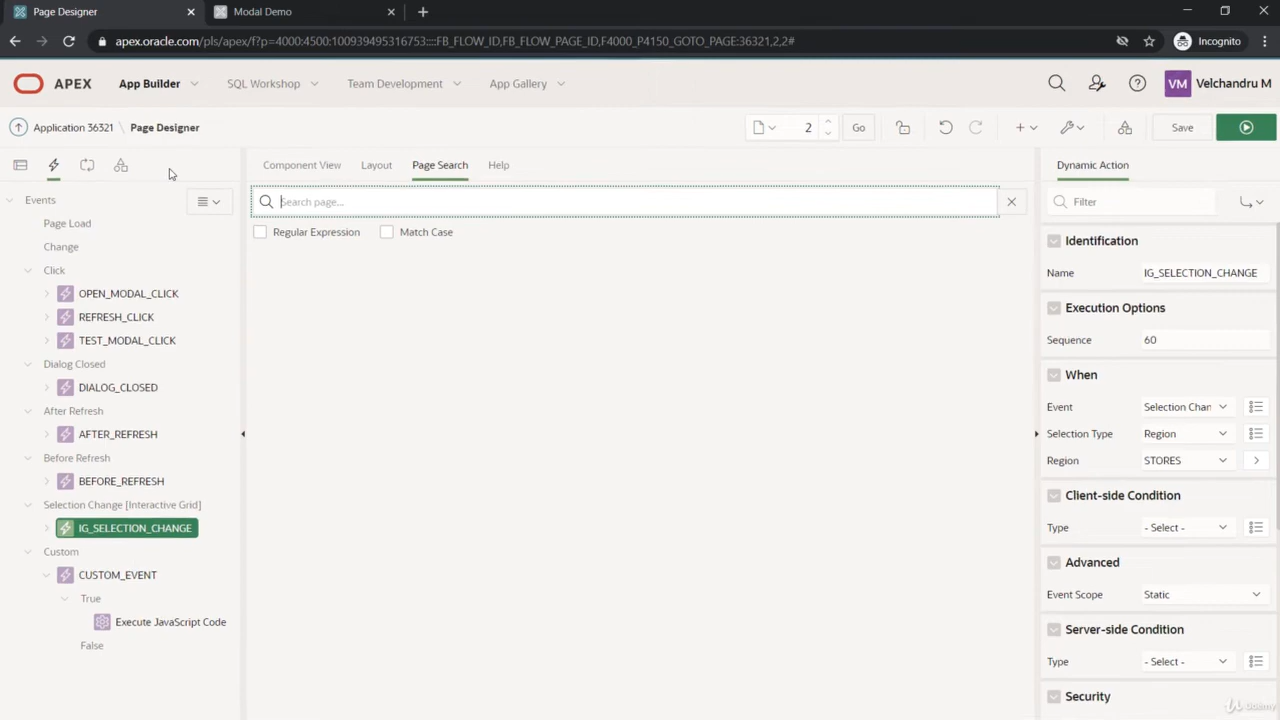 Page Designer
Modal Demo
apex.oracle.com/pls/apex/f?p=4000:4500:100939495316753::::FB_FLOW_ID,FB_FLOW_PAGE_ID,F4000_P4150_GOTO_PAGE:36321,2,2#
Incognito
APEX
App Builder
SQL Workshop
Team Development
App Gallery
VM
Velchandru M
Application 36321 \ Page Designer
2
Go
Save
Events
Page Load
Change
Click
OPEN_MODAL_CLICK
REFRESH_CLICK
TEST_MODAL_CLICK
Dialog Closed
DIALOG_CLOSED
After Refresh
AFTER_REFRESH
Before Refresh
BEFORE_REFRESH
Selection Change [Interactive Grid]
IG_SELECTION_CHANGE
Custom
CUSTOM_EVENT
True
Execute JavaScript Code
False
Component View
Layout
Page Search
Help
Search page...
Regular Expression
Match Case
Dynamic Action
Filter
Identification
Name IG_SELECTION_CHANGE
Execution Options
Sequence 60
When
Event Selection Chan
Selection Type Region
Region STORES
Client-side Condition
Type - Select -
Advanced
Event Scope Static
Server-side Condition
Type - Select -
Security
Udemy